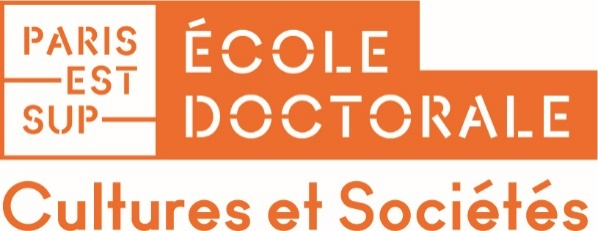 PARIS
EST
SUP
ÉCOLE
DOCTORALE
Cultures et Sociétés